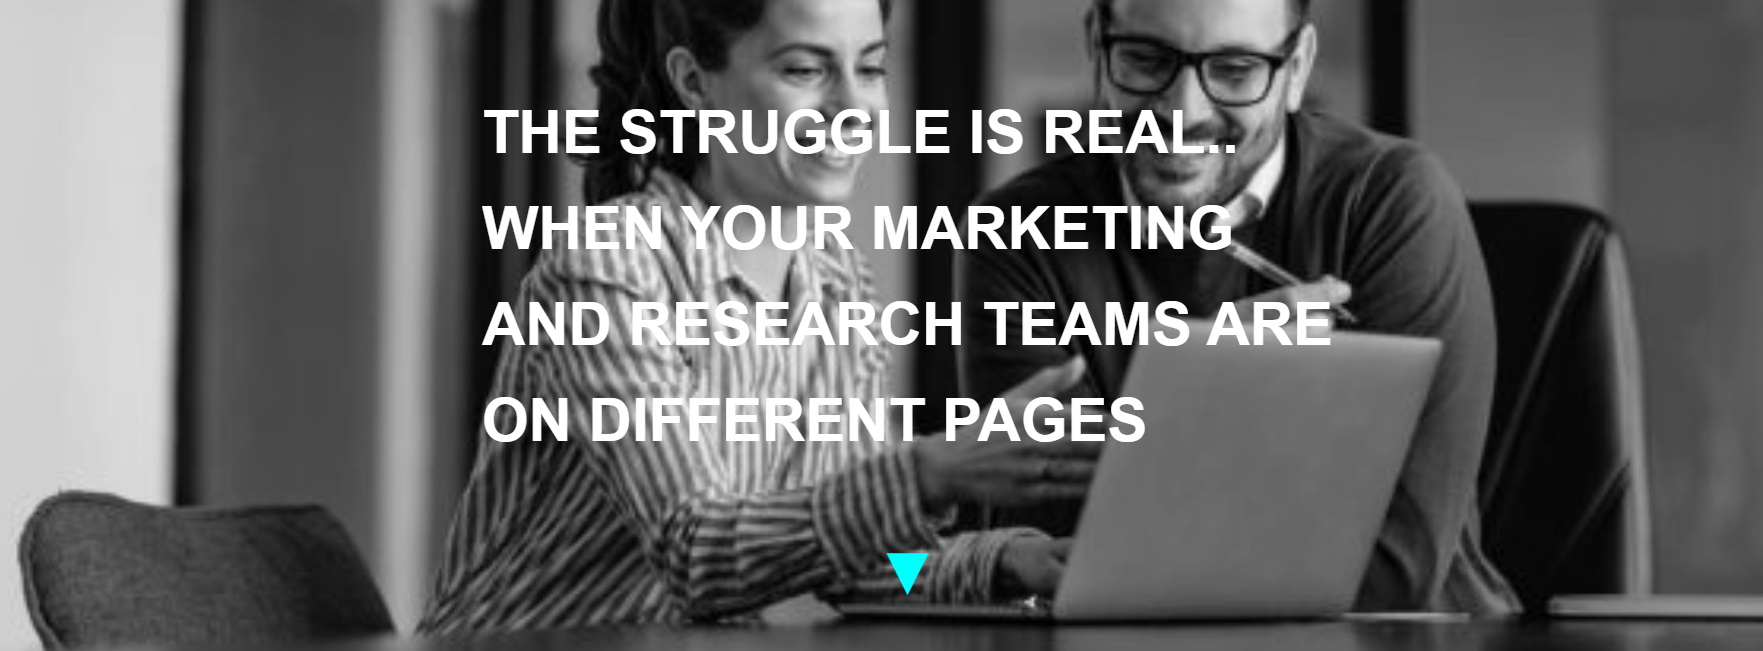 THE STRUGGLE IS REAL..
WHEN YOUR MARKETING
AND RESEARCH TEAMS ARE
ON DIFFERENT PAGES